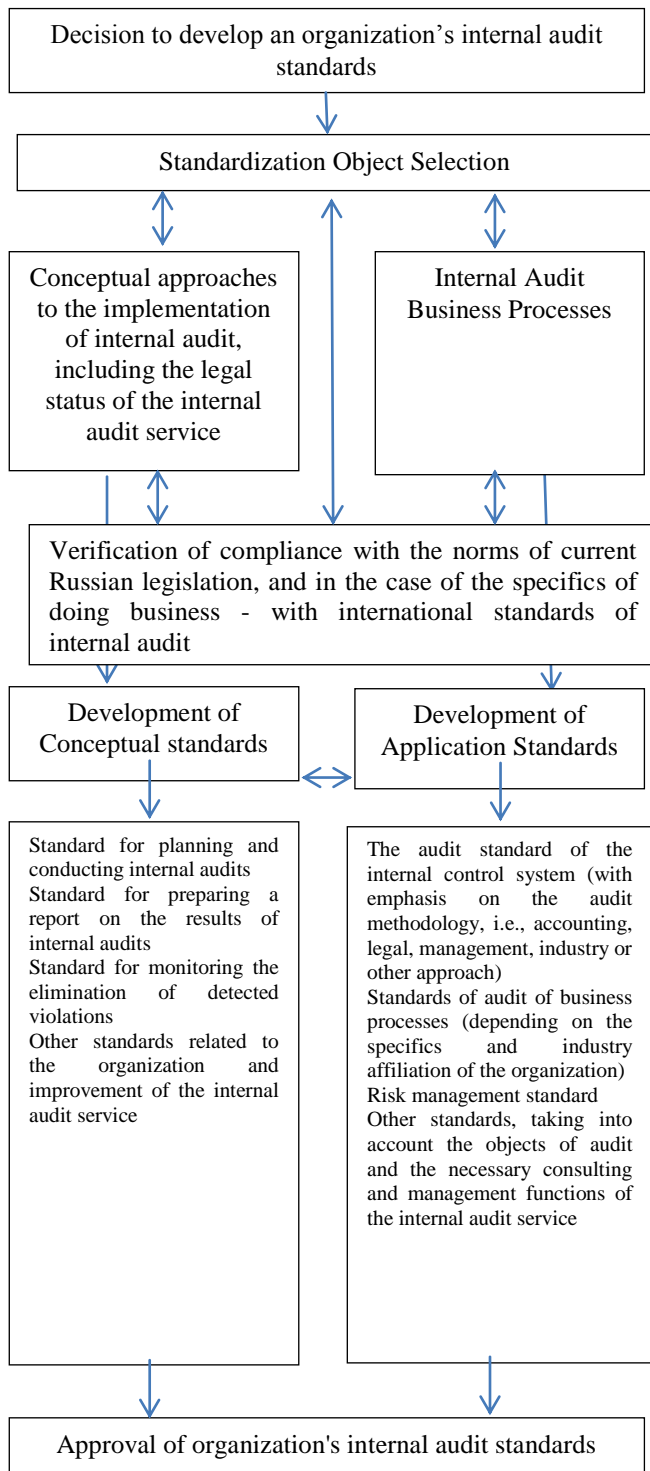 Decision to develop an organization’s internal audit
standards
Standardization Object Selection
Conceptual approaches
to the implementation
of internal audit,
including the legal
status of the internal
audit service
Internal Audit
Business Processes
Verification of compliance with the norms of current
Russian legislation, and in the case of the specifics of
doing business - with international standards of
internal audit
Development of
Conceptual standards
Development of
Application Standards
Standard for planning and
conducting internal audits
Standard for preparing a
report on the results of
internal audits
Standard for monitoring the
elimination of detected
violations
Other standards related to
the organization and
improvement of the internal
audit service
The audit standard of the
internal control system (with
emphasis on the audit
methodology, i.e., accounting,
legal, management, industry or
other approach)
Standards of audit of business
processes (depending on the
specifics and industry
affiliation of the organization)
Risk management standard
Other standards, taking into
account the objects of audit
and the necessary consulting
and management functions of
the internal audit service
Approval of organization's internal audit standards